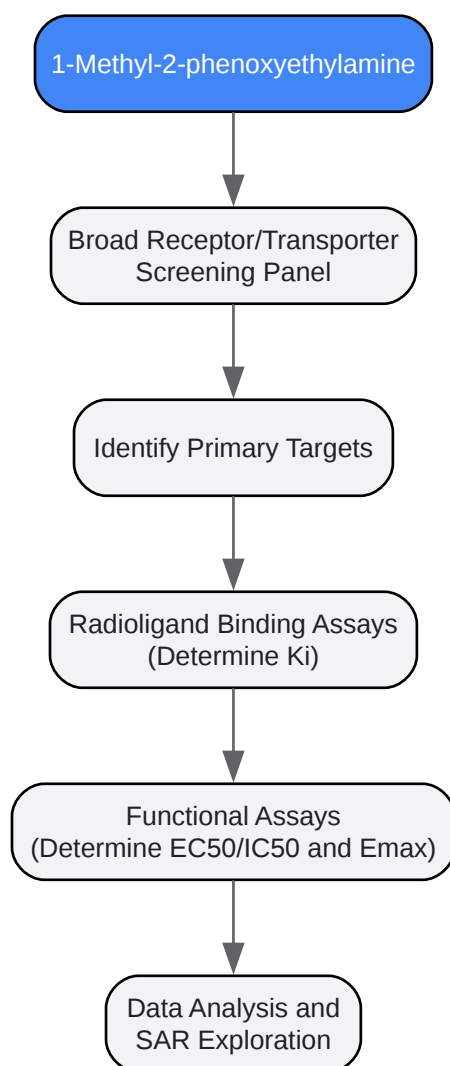 1-Methyl-2-phenoxyethylamine
Broad Receptor/Transporter
Screening Panel
Identify Primary Targets
Radioligand Binding Assays
(Determine Ki)
Functional Assays
(Determine EC50/IC50 and Emax)
Data Analysis and
SAR Exploration